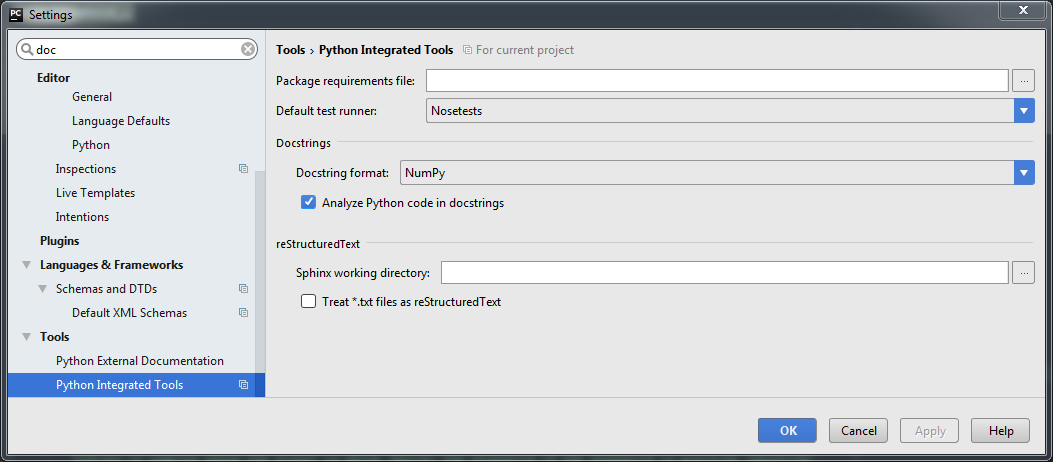 PC Settings
doc
Editor
General
Language Defaults
Python
Inspections
Live Templates
Intentions
Plugins
Languages & Frameworks
Schemas and DTDs
Default XML Schemas
Tools
Python External Documentation
Python Integrated Tools
Tools › Python Integrated Tools For current project
Package requirements file: ...
Default test runner: Nosetests
Docstrings
Docstring format: NumPy
Analyze Python code in docstrings
reStructuredText
Sphinx working directory: ...
Treat *.txt files as reStructuredText
OK Cancel Apply Help